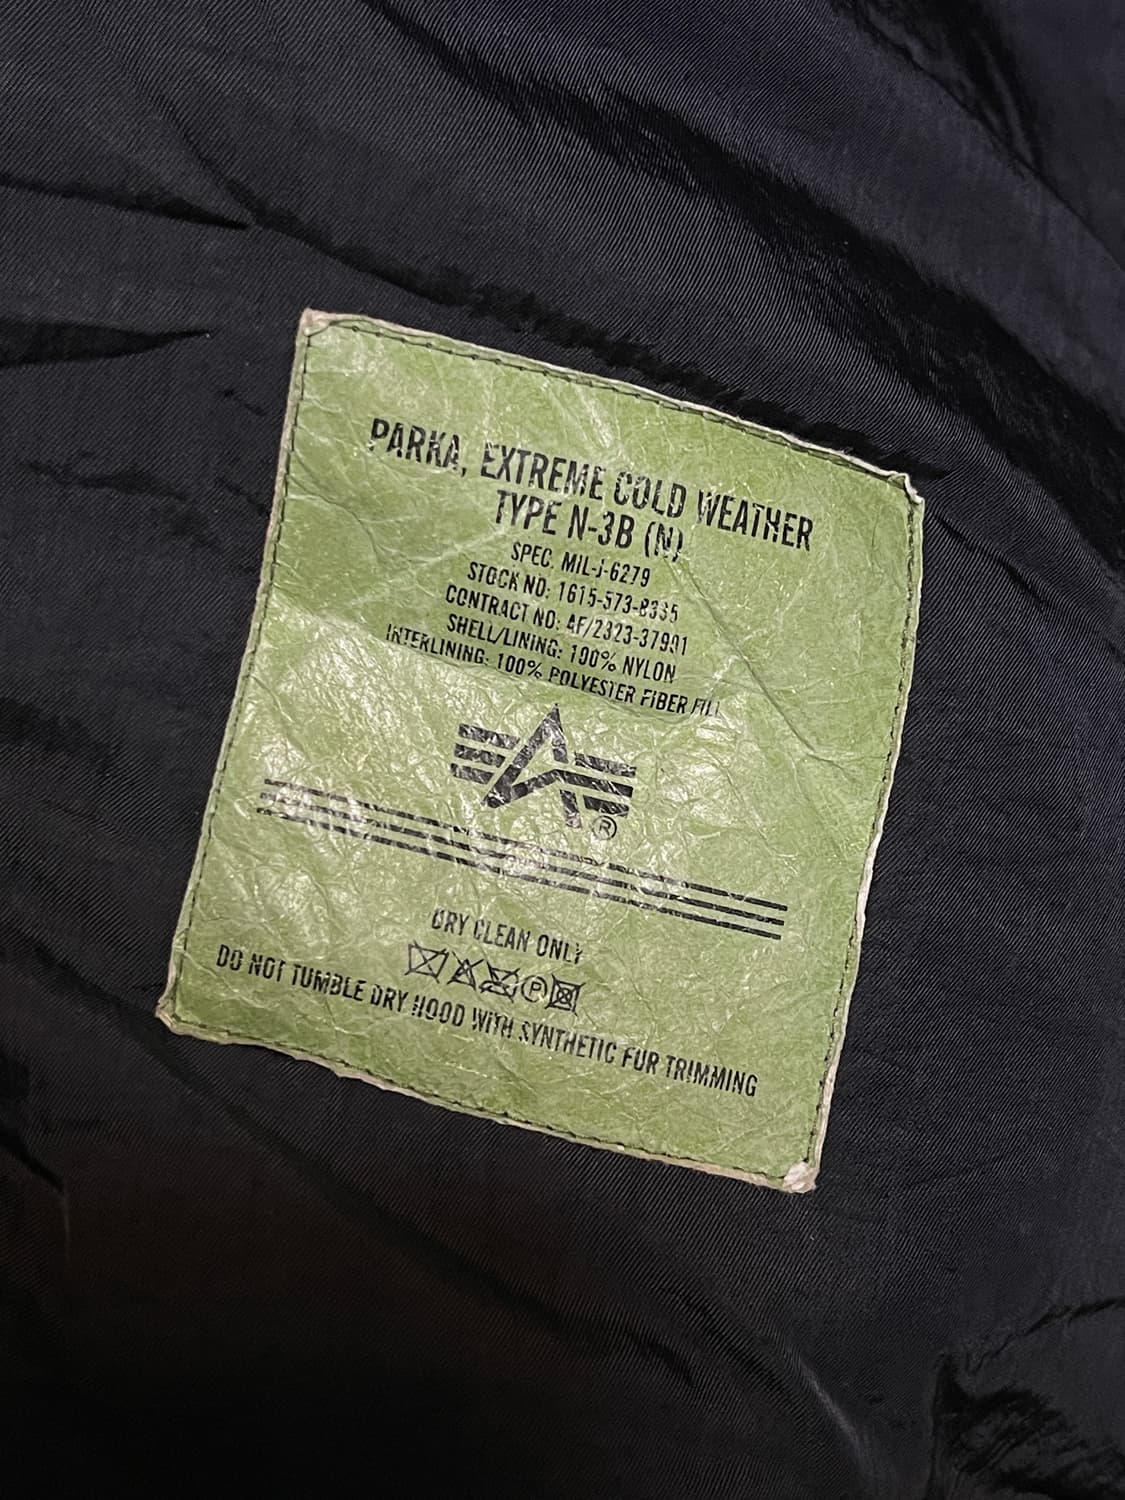 PARKA, EXTREME COLD WEATHER
TYPE N-3B (N)
SPEC. MIL-J-6279
STOCK NO: 1615-573-8335
CONTRACT NO: AF/2323-37991
SHELL/LINING: 100% NYLON
INTERLINING: 100% POLYESTER FIBER FILL
®
DRY CLEAN ONLY
P
DO NOT TUMBLE DRY HOOD WITH SYNTHETIC FUR TRIMMING